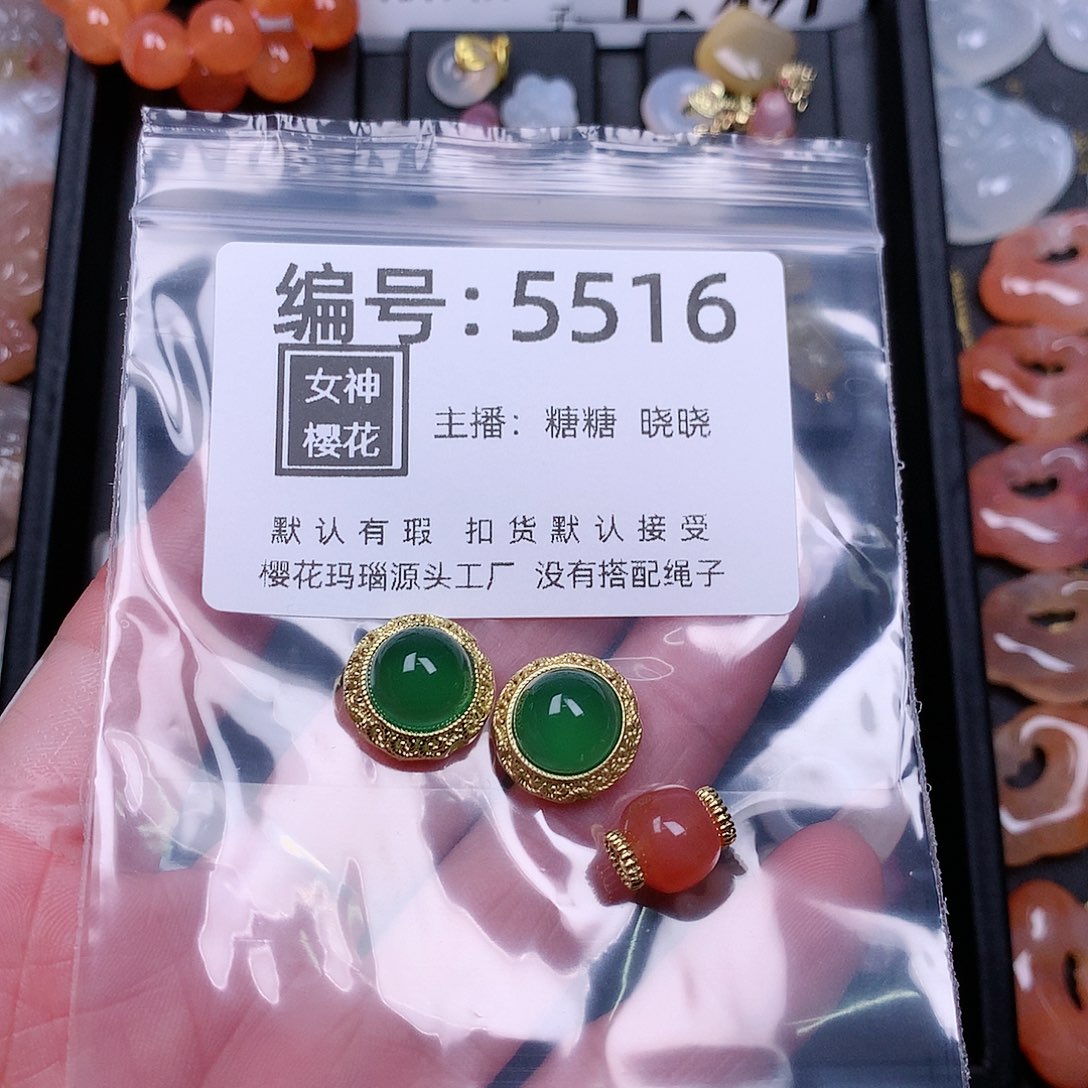 编号:5516
女神
樱花
主播: 糖糖 晓晓
默认有瑕 扣货默认接受
樱花玛瑙源头工厂 没有搭配绳子